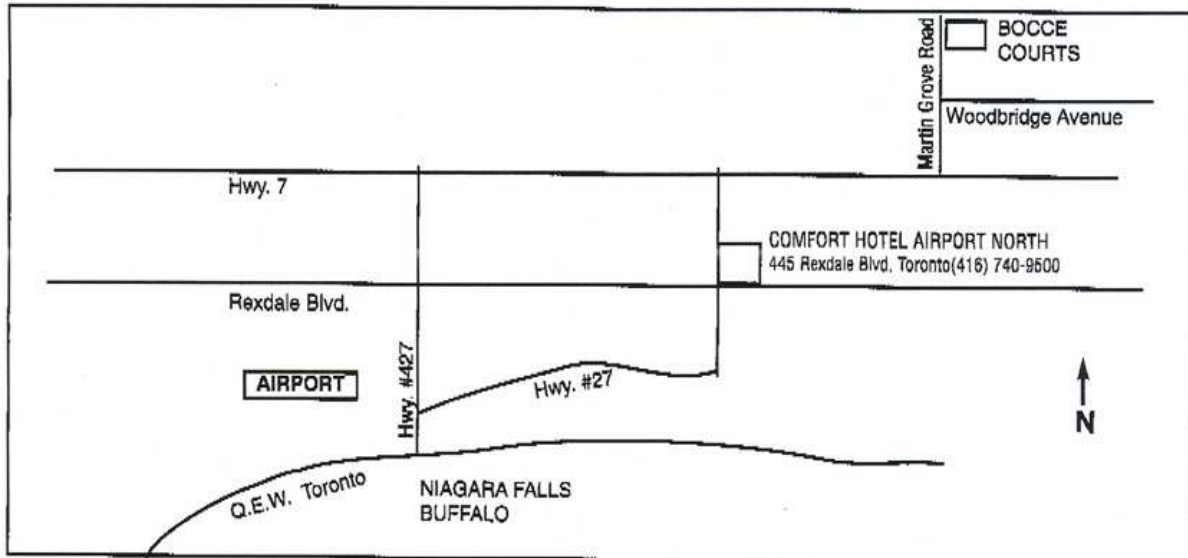 BOCCE
COURTS
Martin Grove Road
Woodbridge Avenue
Hwy. 7
COMFORT HOTEL AIRPORT NORTH
445 Rexdale Blvd, Toronto(416) 740-9500
Rexdale Blvd.
AIRPORT
Hwy. #427
Hwy. #27
N
Q.E.W. Toronto
NIAGARA FALLS
BUFFALO